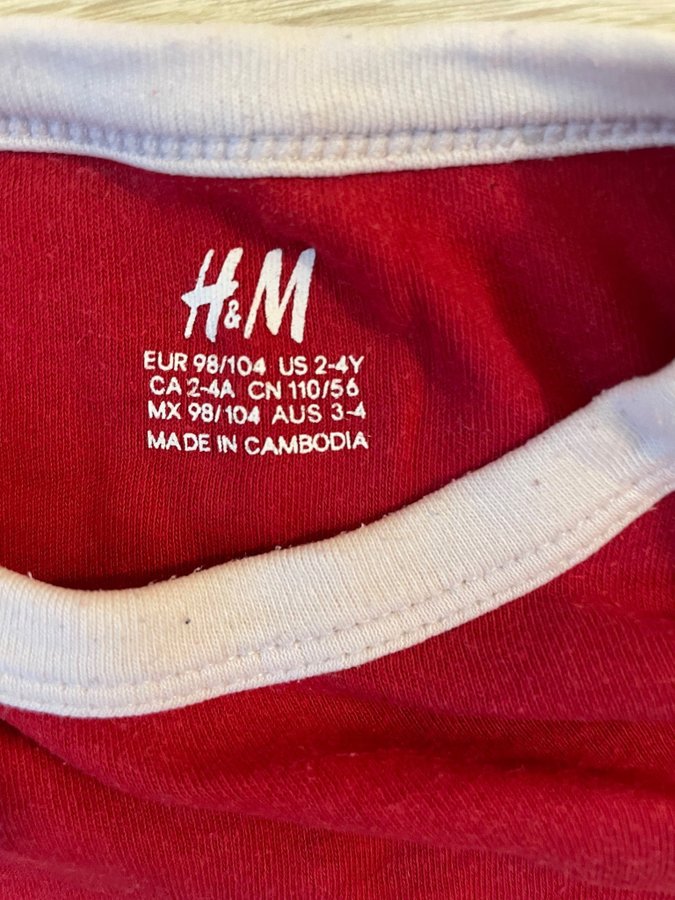 H&M
EUR 98/104 US 2-4Y
CA 2-4A CN 110/56
MX 98/104 AUS 3-4
MADE IN CAMBODIA